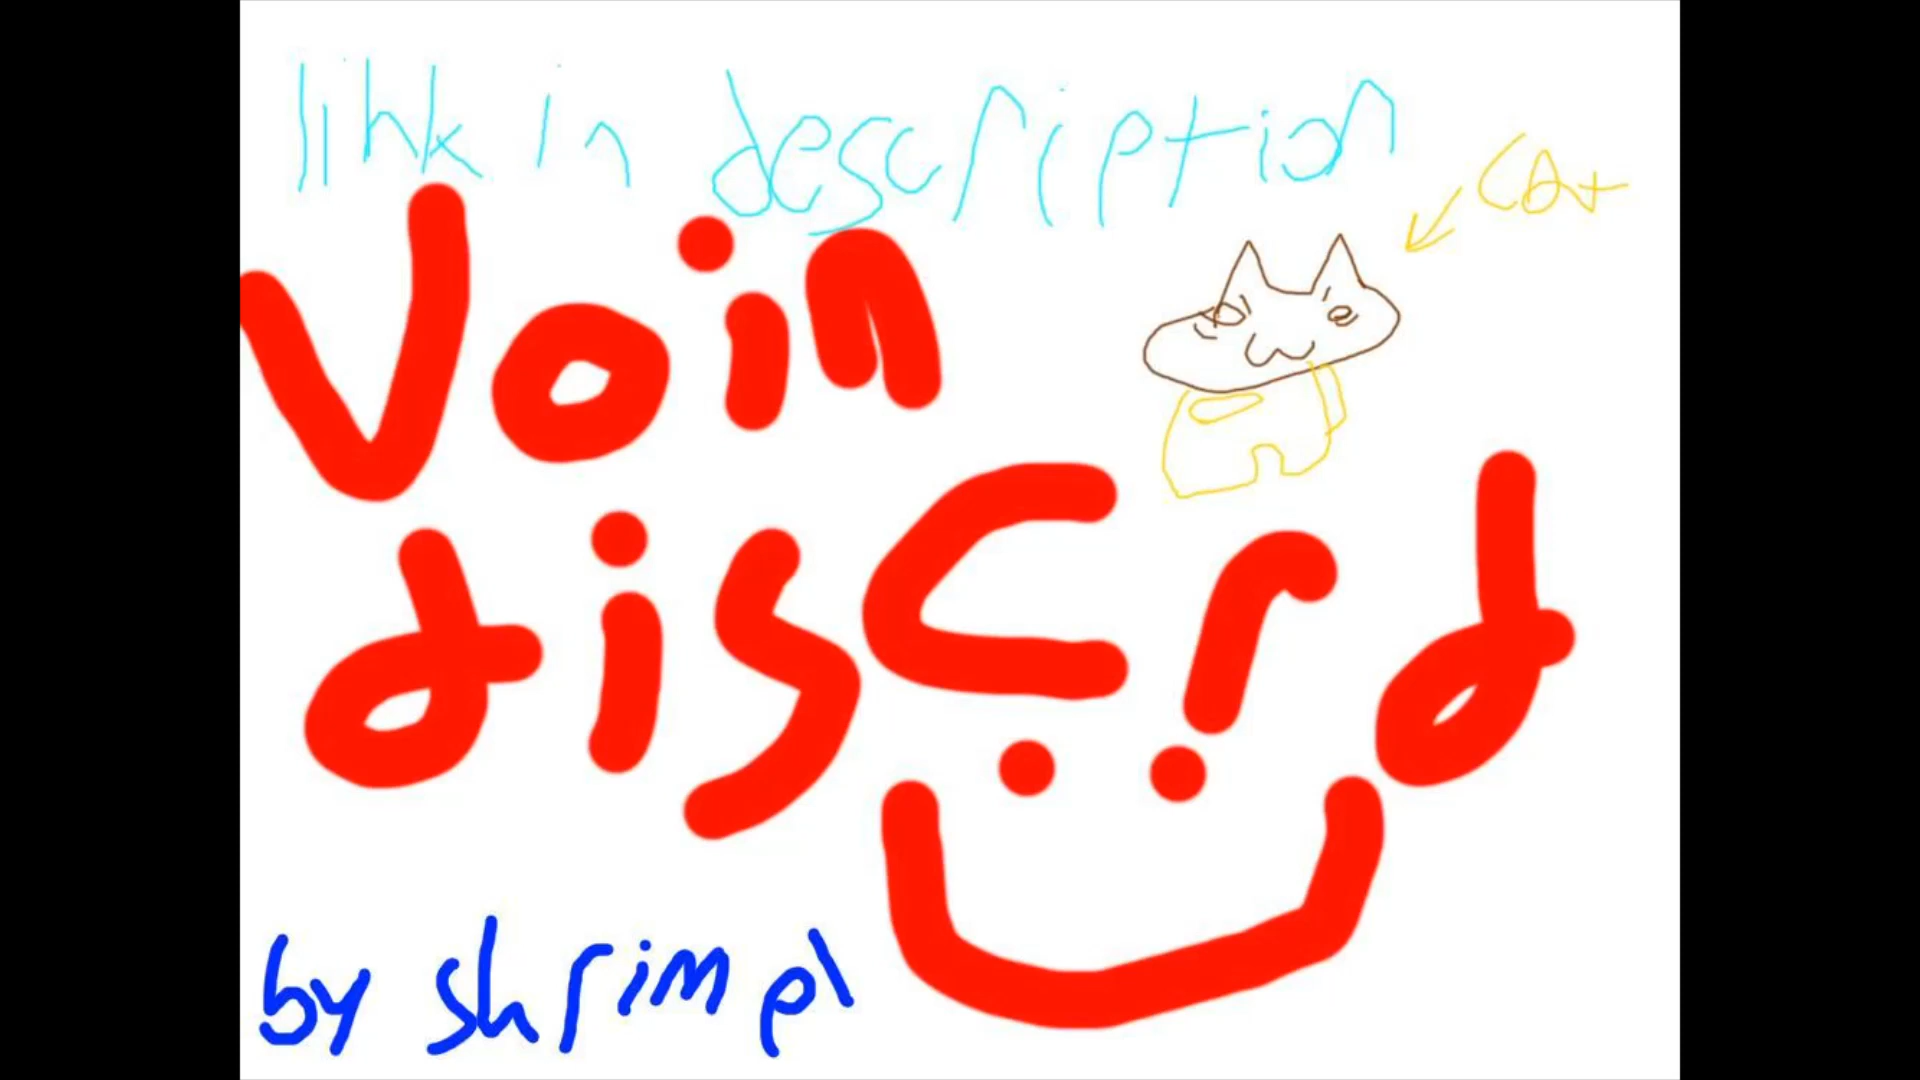 link in description
cat
Voin
discrd
by shrimpl